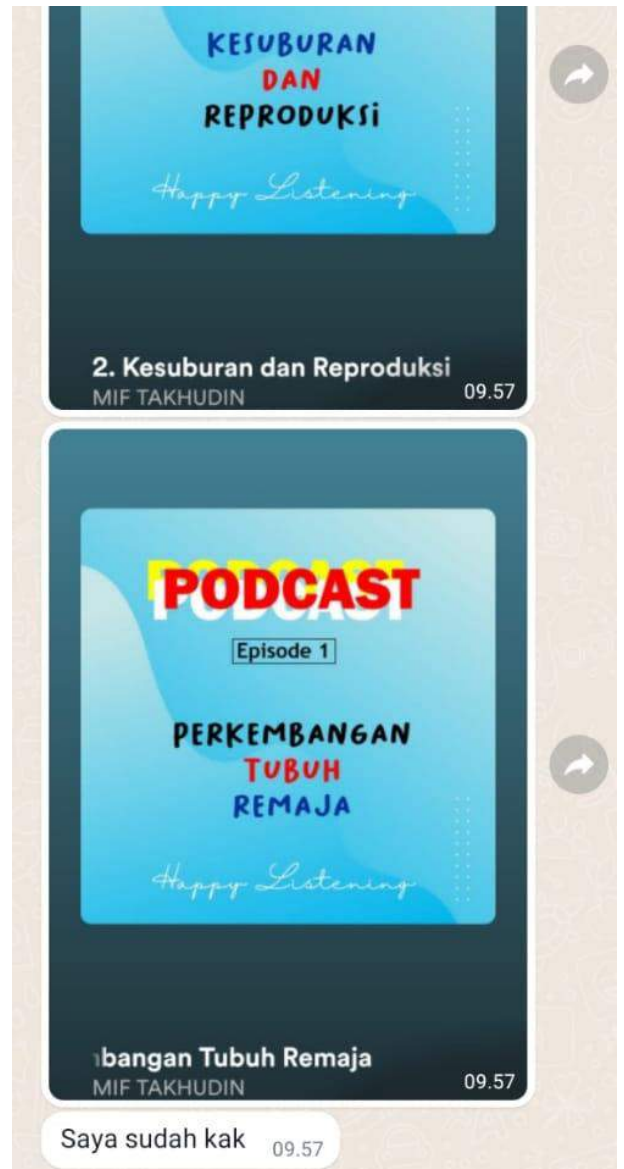 KESUBURAN
DAN
REPRODUKSi
Happy Listening
2. Kesuburan dan Reproduksi
MIF TAKHUDIN
09.57
PODCAST
Episode 1
PERKEMBANGAN
TUBUH
REMAJA
Happy Listening
bangan Tubuh Remaja
MIF TAKHUDIN
09.57
Saya sudah kak
09.57